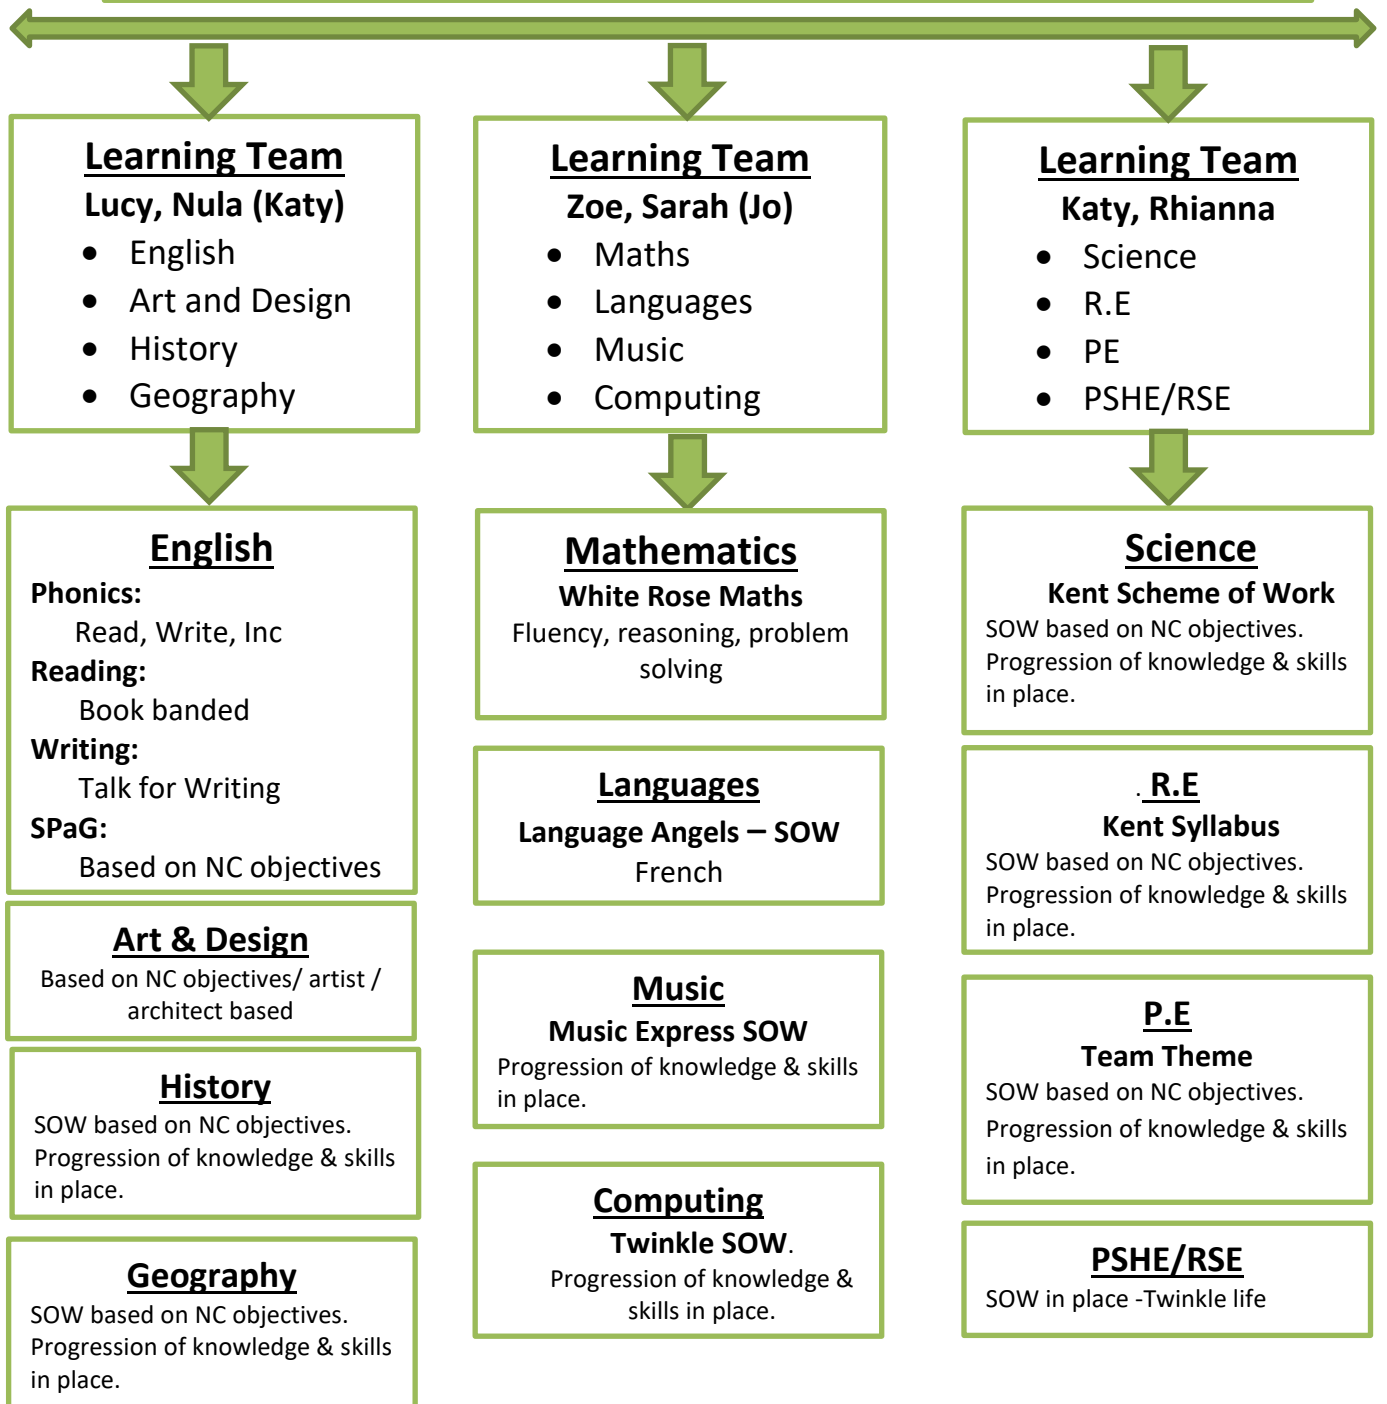 Learning Team
Lucy, Nula (Katy)
• English
• Art and Design
• History
• Geography
Learning Team
Zoe, Sarah (Jo)
• Maths
• Languages
• Music
• Computing
Learning Team
Katy, Rhianna
• Science
• R.E
• PE
• PSHE/RSE
English
Phonics:
Read, Write, Inc
Reading:
Book banded
Writing:
Talk for Writing
SPaG:
Based on NC objectives
Art & Design
Based on NC objectives/ artist /
architect based
History
SOW based on NC objectives.
Progression of knowledge & skills
in place.
Geography
SOW based on NC objectives.
Progression of knowledge & skills
in place.
Mathematics
White Rose Maths
Fluency, reasoning, problem
solving
Languages
Language Angels – SOW
French
Music
Music Express SOW
Progression of knowledge & skills
in place.
Computing
Twinkle SOW.
Progression of knowledge &
skills in place.
Science
Kent Scheme of Work
SOW based on NC objectives.
Progression of knowledge & skills
in place.
. R.E
Kent Syllabus
SOW based on NC objectives.
Progression of knowledge & skills
in place.
P.E
Team Theme
SOW based on NC objectives.
Progression of knowledge & skills
in place.
PSHE/RSE
SOW in place -Twinkle life